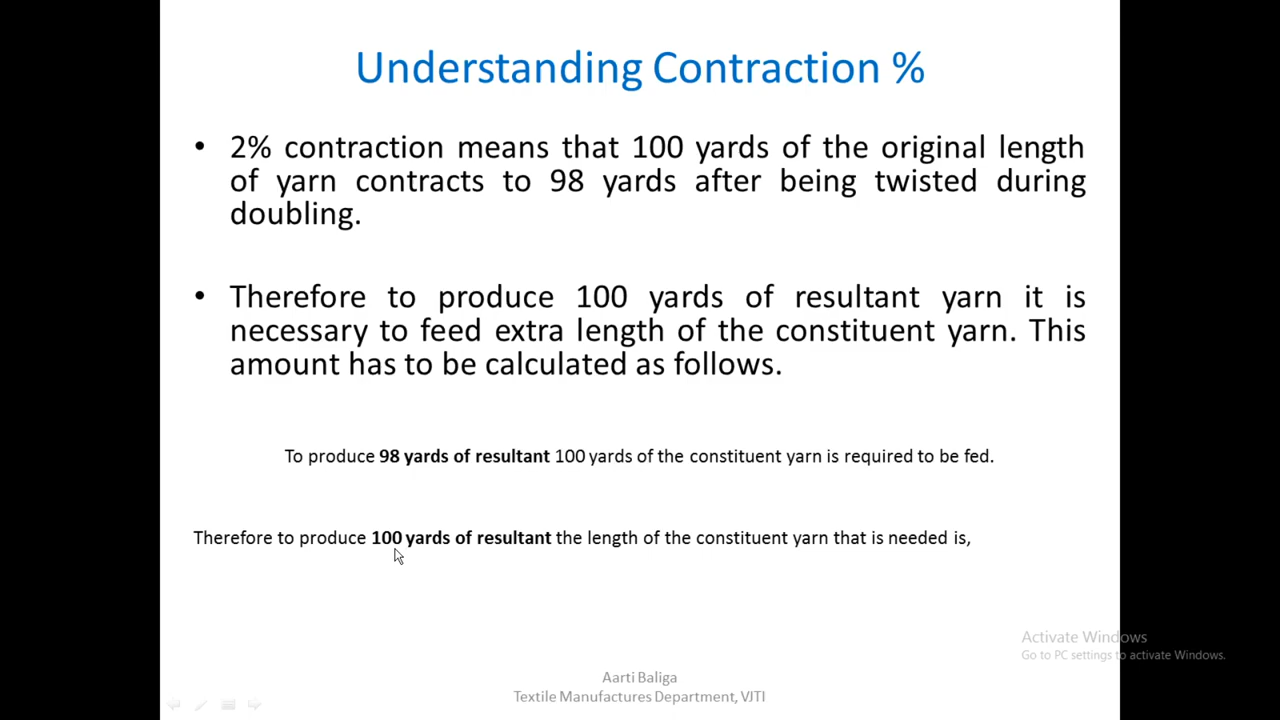 Understanding Contraction %
• 2% contraction means that 100 yards of the original length
of yarn contracts to 98 yards after being twisted during
doubling.
• Therefore to produce 100 yards of resultant yarn it is
necessary to feed extra length of the constituent yarn. This
amount has to be calculated as follows.
To produce 98 yards of resultant 100 yards of the constituent yarn is required to be fed.
Therefore to produce 100 yards of resultant the length of the constituent yarn that is needed is,
Activate Windows
Go to PC settings to activate Windows.
Aarti Baliga
Textile Manufactures Department, VJTI